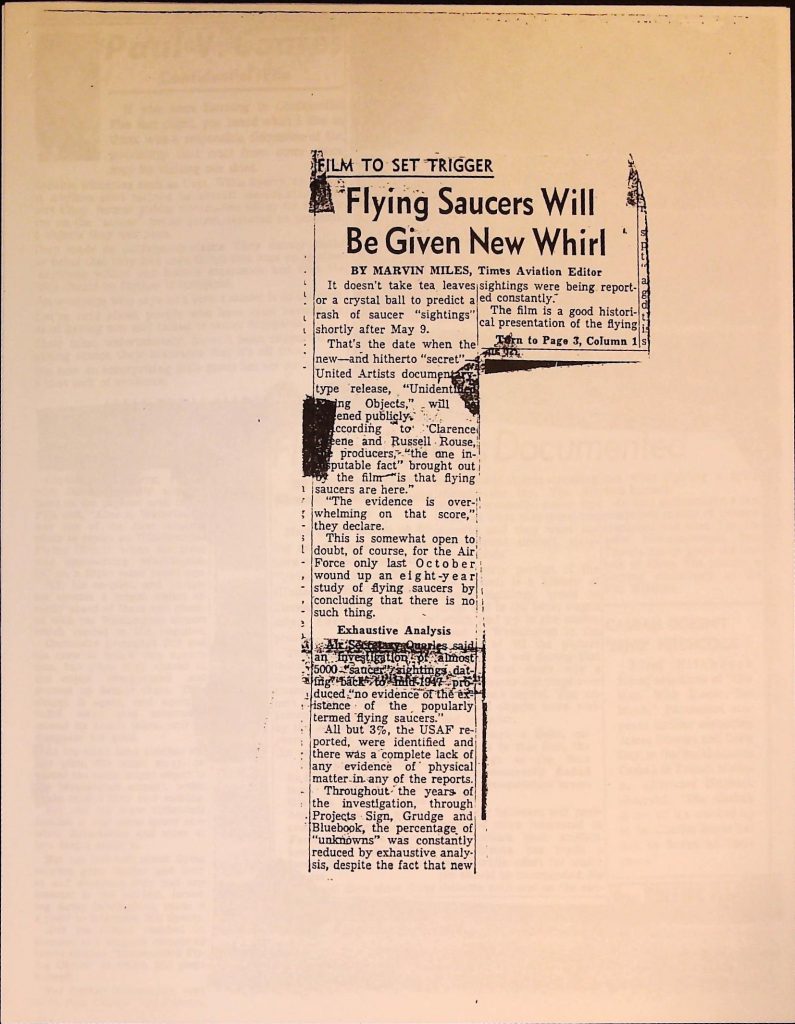 FILM TO SET TRIGGER
Flying Saucers Will
Be Given New Whirl
BY MARVIN MILES, Times Aviation Editor
It doesn't take tea leaves
or a crystal ball to predict a
rash of saucer "sightings"
shortly after May 9.
That's the date when the
new—and hitherto "secret"—
United Artists documentary-
type release, "Unidentified
ng Objects," will
ened publicly.
ccording to Clarence
eene and Russell Rouse,
producers, "the one in-
sputable fact" brought out
by the film "is that flying
saucers are here."
"The evidence is over-
whelming on that score,"
they declare.
This is somewhat open to
doubt, of course, for the Air
Force only last October
wound up an eight-year
study of flying saucers by
concluding that there is no
such thing.
Exhaustive Analysis
Air Secretary Quarles said
an investigation of almost
5000 "saucer" sightings dat-
ing back to mid-1947 pro-
duced "no evidence of the ex-
istence of the popularly
termed flying saucers."
All but 3%, the USAF re-
ported, were identified and
there was a complete lack of
any evidence of physical
matter in any of the reports.
Throughout the years of
the investigation, through
Projects Sign, Grudge and
Bluebook, the percentage of
"unknowns" was constantly
reduced by exhaustive analy-
sis, despite the fact that new
sightings were being report-
ed constantly.
The film is a good histori-
cal presentation of the flying
Turn to Page 3, Column 1